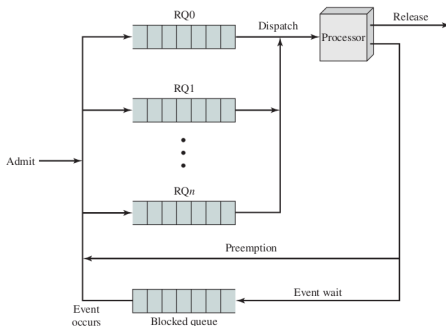 RQ0
Dispatch
Release
Processor
RQ1
Admit
RQn
Preemption
Event wait
Event
occurs
Blocked queue